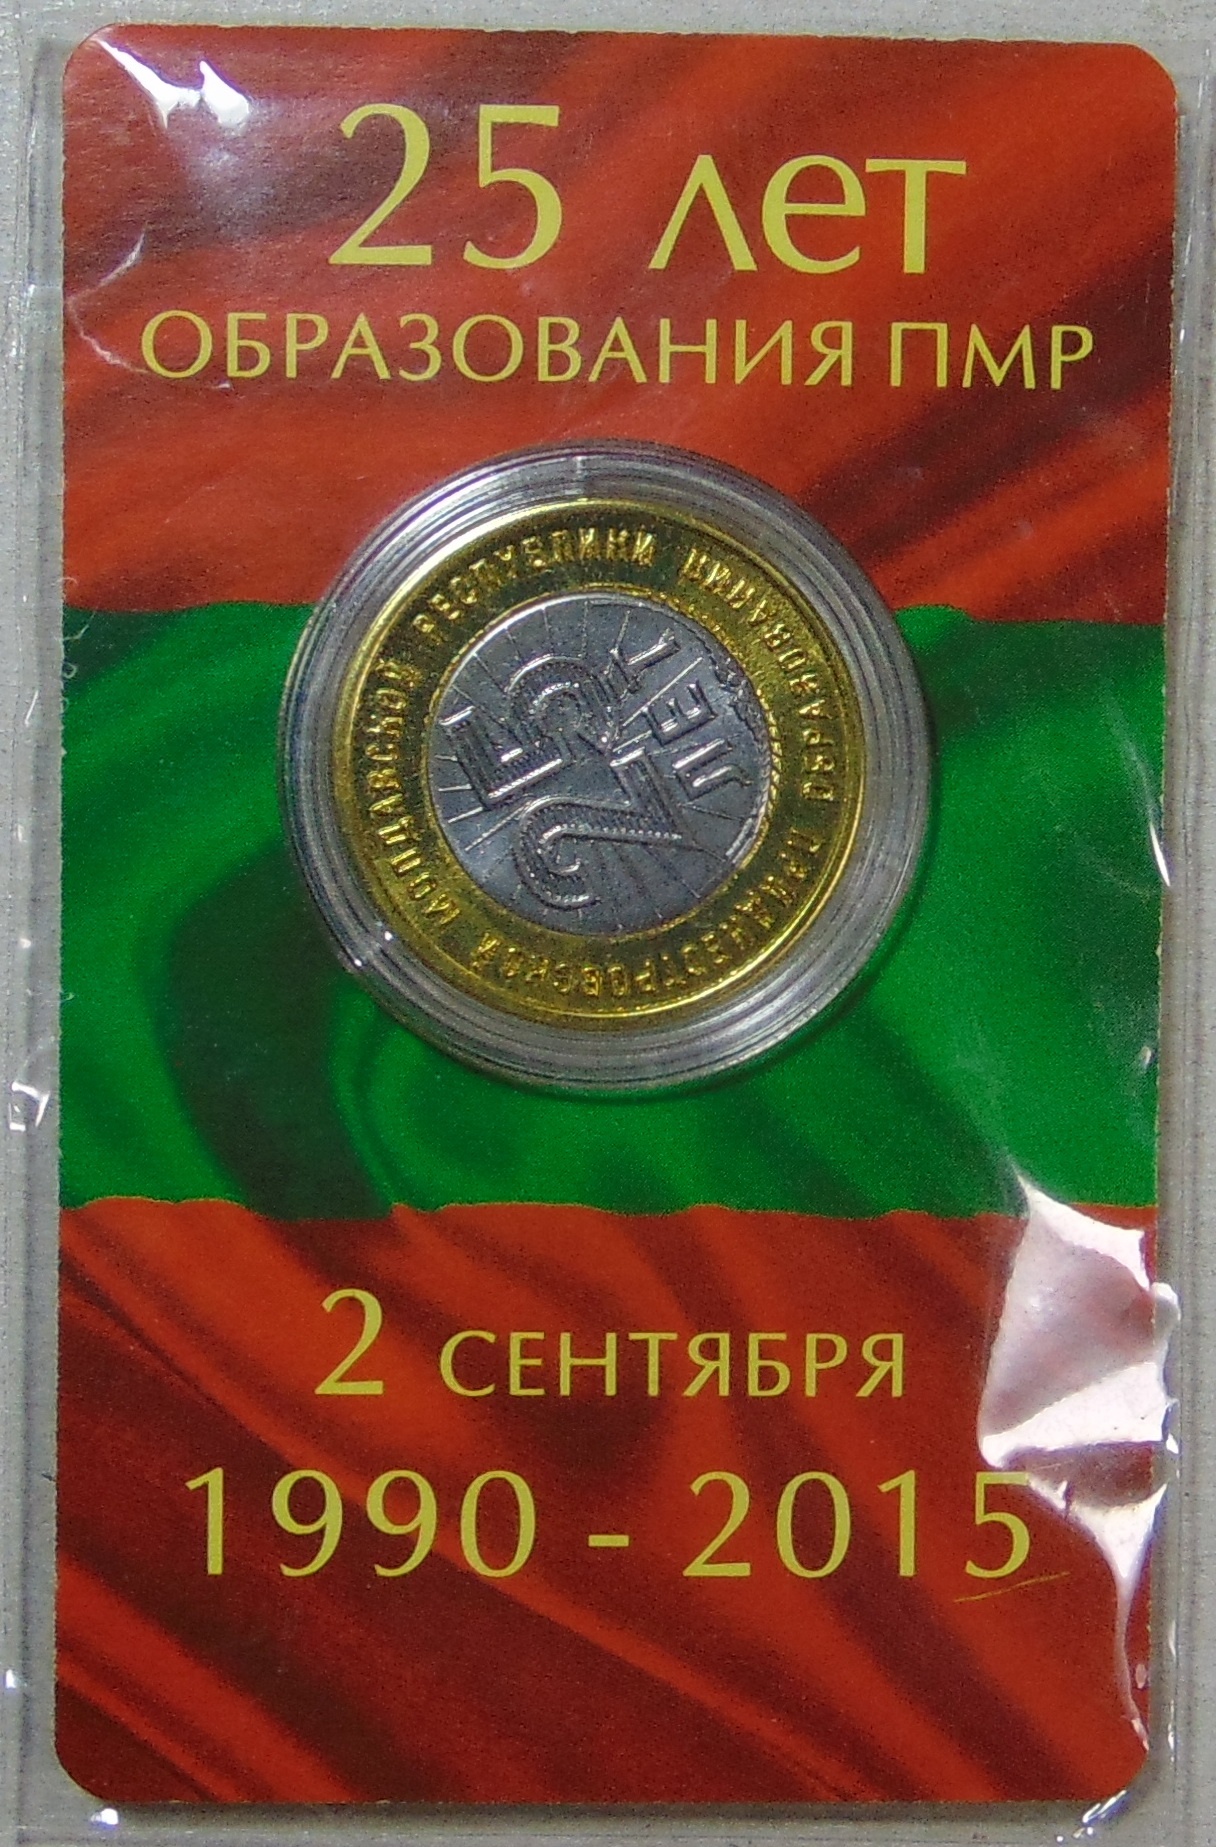 25 лет
ОБРАЗОВАНИЯ ПМР
ОБРАЗОВАНИЯ ПРИДНЕСТРОВСКОЙ МОЛДАВСКОЙ РЕСПУБЛИКИ
25
ЛЕТ
2 СЕНТЯБРЯ
1990 - 2015